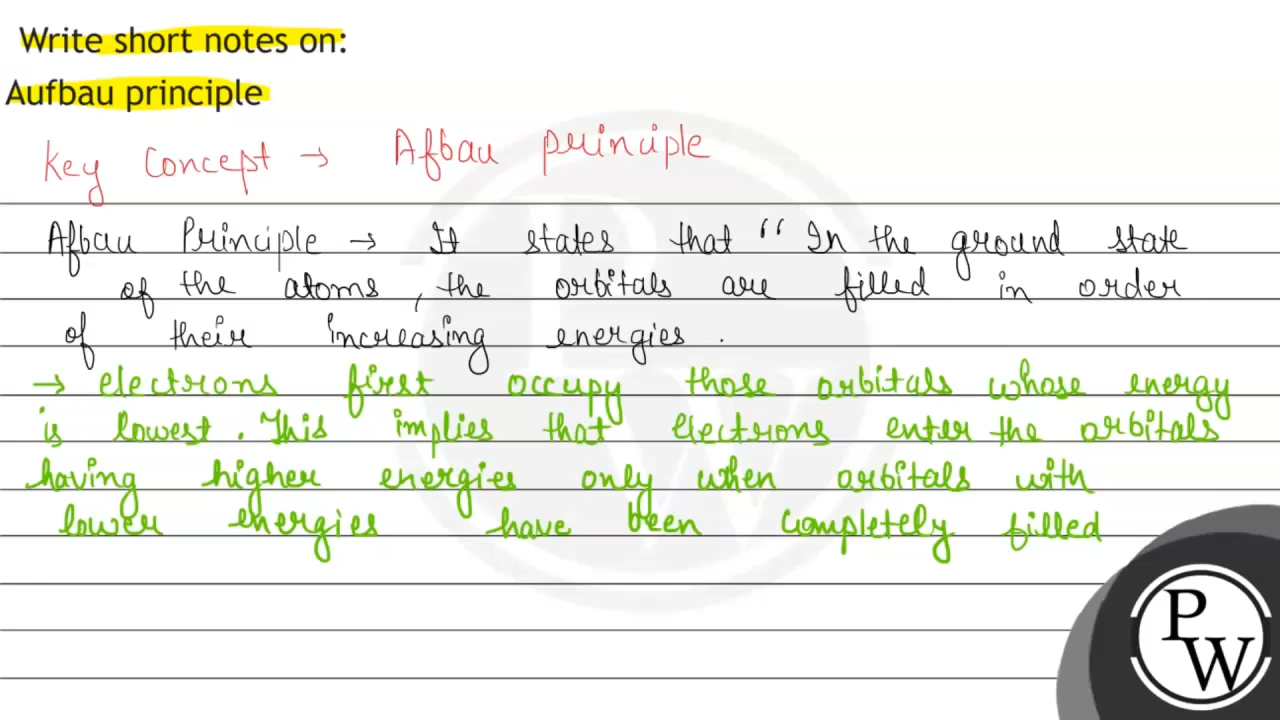 Write short notes on:
Aufbau principle
Key Concept → Afbau principle
Afbau Principle → It states that “ In the ground state
of the atoms, the orbitals are filled in order
of their increasing energies.
→ electrons first occupy those orbitals whose energy
is lowest. This implies that electrons enter the orbitals
having higher energies only when orbitals with
lower energies have been completely filled
P
W
PW